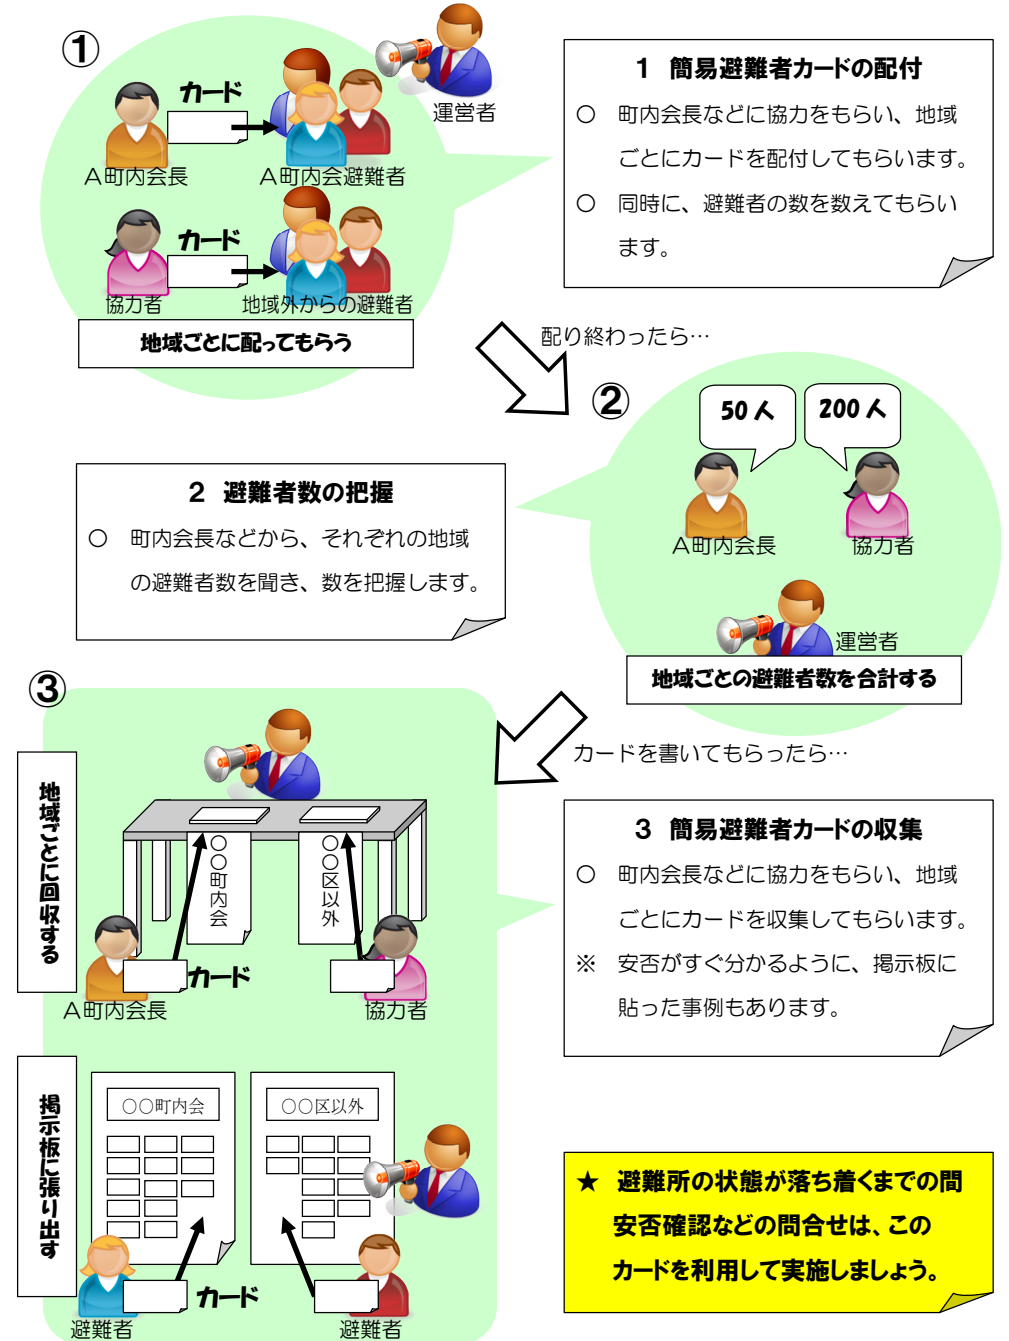 ①
カード
運営者
A町内会長
A町内会避難者
カード
協力者
地域外からの避難者
地域ごとに配ってもらう
1 簡易避難者カードの配付
○ 町内会長などに協力をもらい、地域
ごとにカードを配付してもらいます。
○ 同時に、避難者の数を数えてもらい
ます。
配り終わったら…
②
50人
200人
A町内会長
協力者
運営者
地域ごとの避難者数を合計する
2 避難者数の把握
○ 町内会長などから、それぞれの地域
の避難者数を聞き、数を把握します。
カードを書いてもらったら…
③
地域ごとに回収する
○○町内会
○○区以外
カード
A町内会長
協力者
3 簡易避難者カードの収集
○ 町内会長などに協力をもらい、地域
ごとにカードを収集してもらいます。
※ 安否がすぐ分かるように、掲示板に
貼った事例もあります。
掲示板に張り出す
○○町内会
○○区以外
カード
避難者
避難者
★ 避難所の状態が落ち着くまでの間
安否確認などの問合せは、この
カードを利用して実施しましょう。